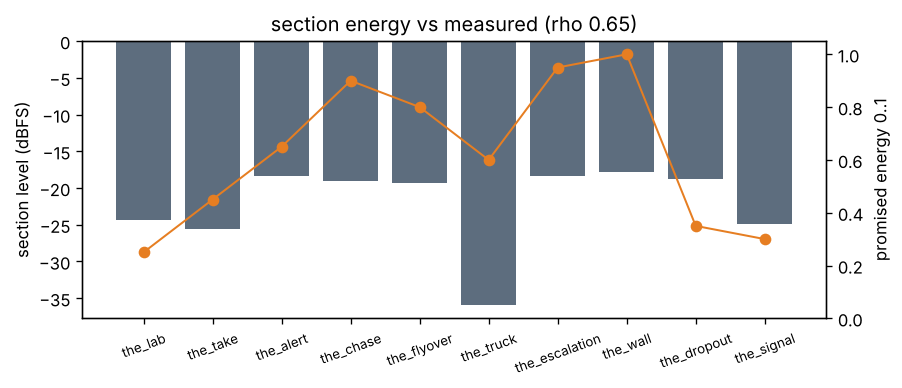 section energy vs measured (rho 0.65)
section level (dBFS)
0
−5
−10
−15
−20
−25
−30
−35
1.0
0.8
0.6
0.4
0.2
0.0
promised energy 0..1
the_lab
the_take
the_alert
the_chase
the_flyover
the_truck
the_escalation
the_wall
the_dropout
the_signal